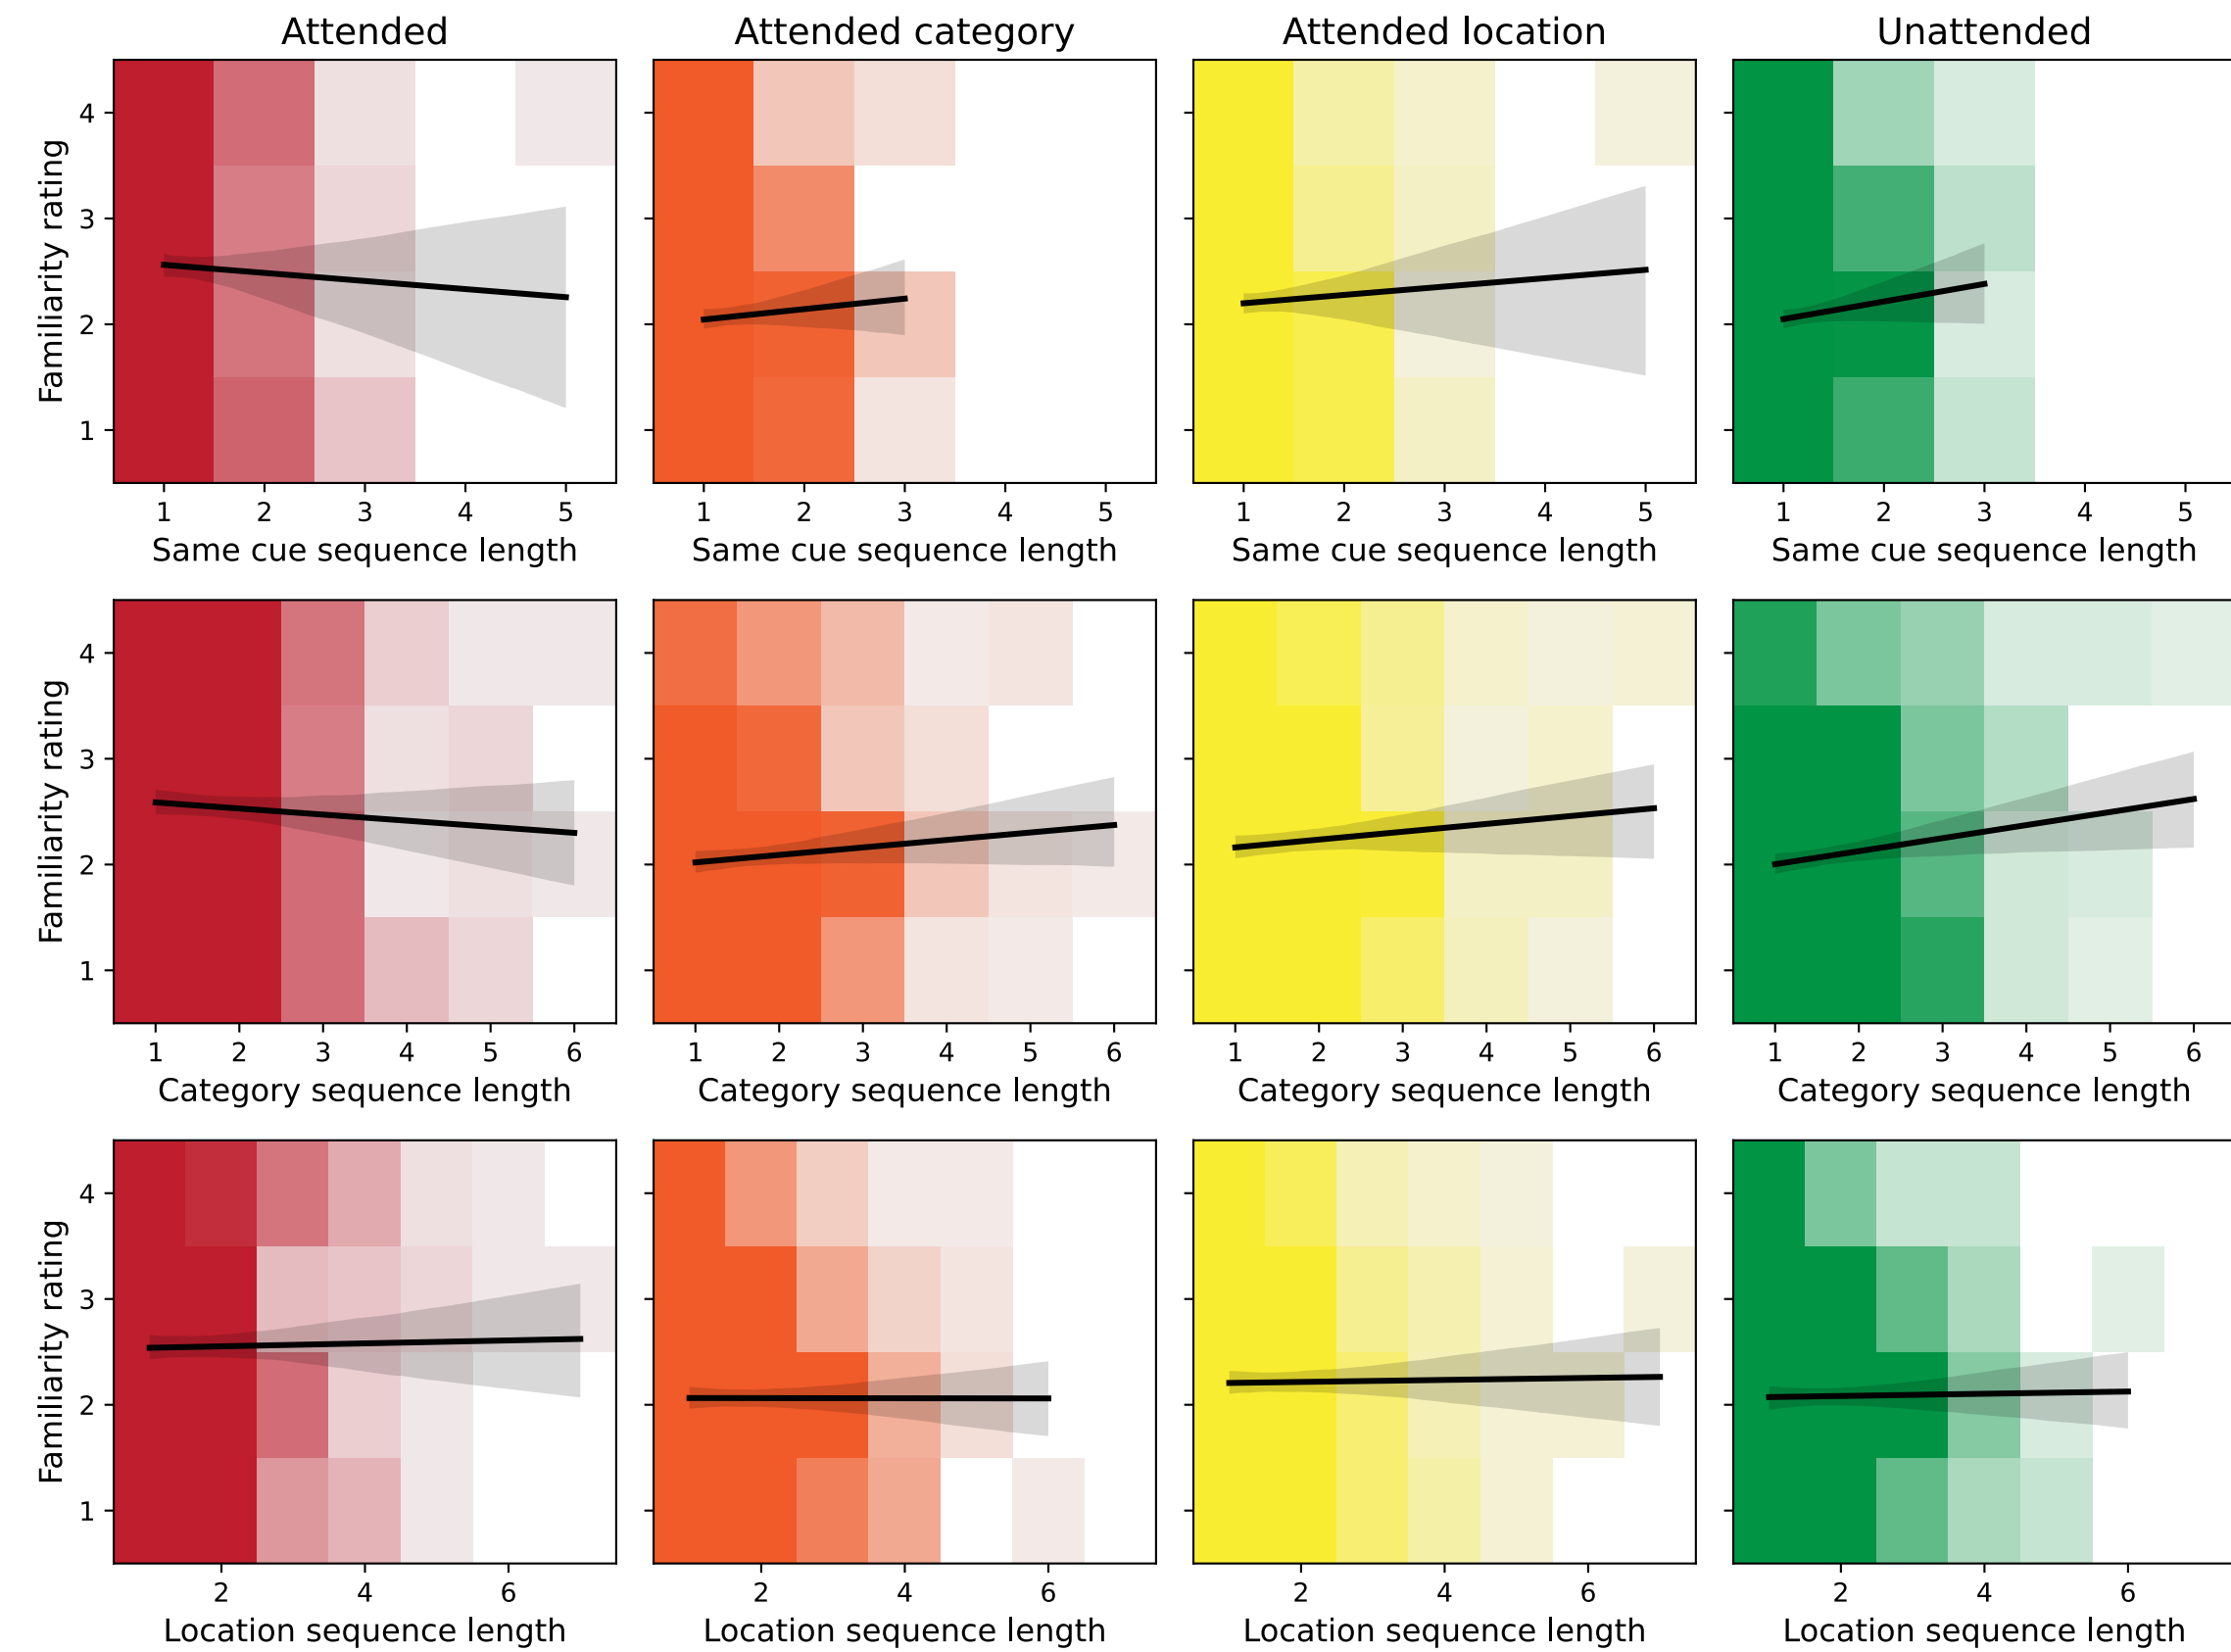 Attended Attended category Attended location Unattended
Familiarity rating
4
3
2
1
1 2 3 4 5 1 2 3 4 5 1 2 3 4 5 1 2 3 4 5
Same cue sequence length Same cue sequence length Same cue sequence length Same cue sequence length
Familiarity rating
4
3
2
1
1 2 3 4 5 6 1 2 3 4 5 6 1 2 3 4 5 6 1 2 3 4 5 6
Category sequence length Category sequence length Category sequence length Category sequence length
Familiarity rating
4
3
2
1
2 4 6 2 4 6 2 4 6 2 4 6
Location sequence length Location sequence length Location sequence length Location sequence length